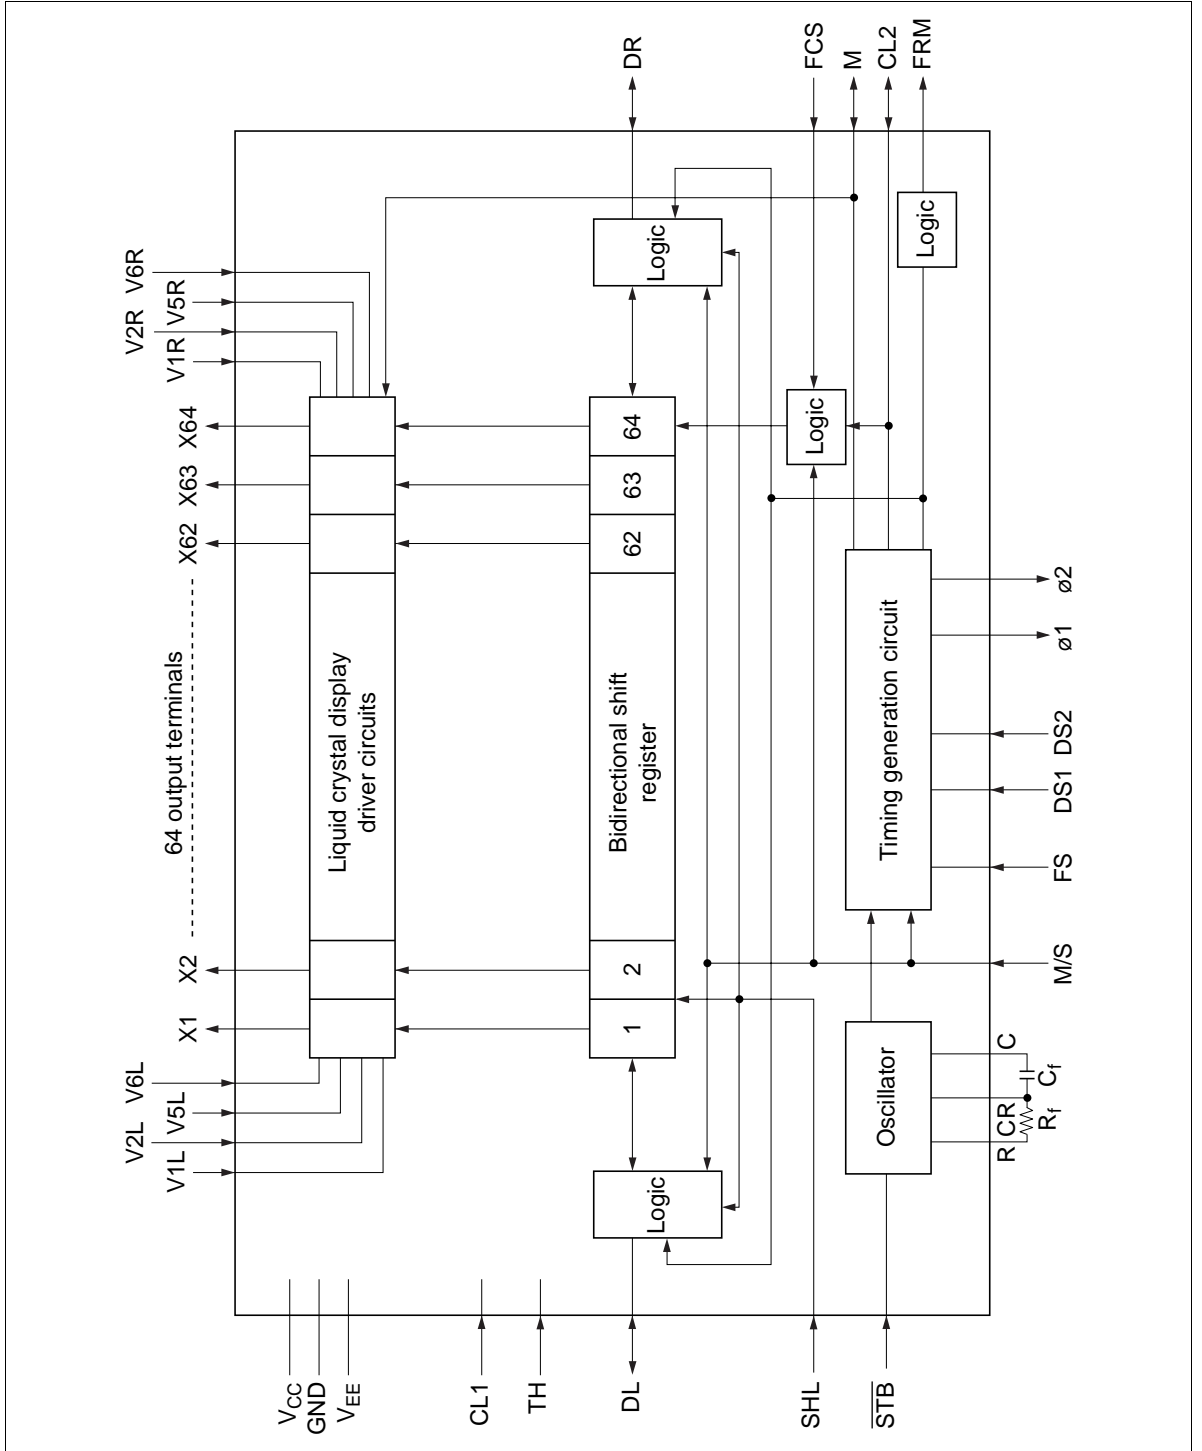 V6R
V5R
V2R
V1R
X64
X63
X62
64 output terminals
X2
X1
V6L
V5L
V2L
V1L
VCC
GND
VEE
CL1
TH
DL
SHL
STB
DR
FCS
M
CL2
FRM
Liquid crystal display
driver circuits
Bidirectional shift
register
64
63
62
2
1
Logic
Logic
Logic
Logic
Timing generation circuit
Oscillator
ø2
ø1
DS2
DS1
FS
M/S
C
CR
R
Cf
Rf